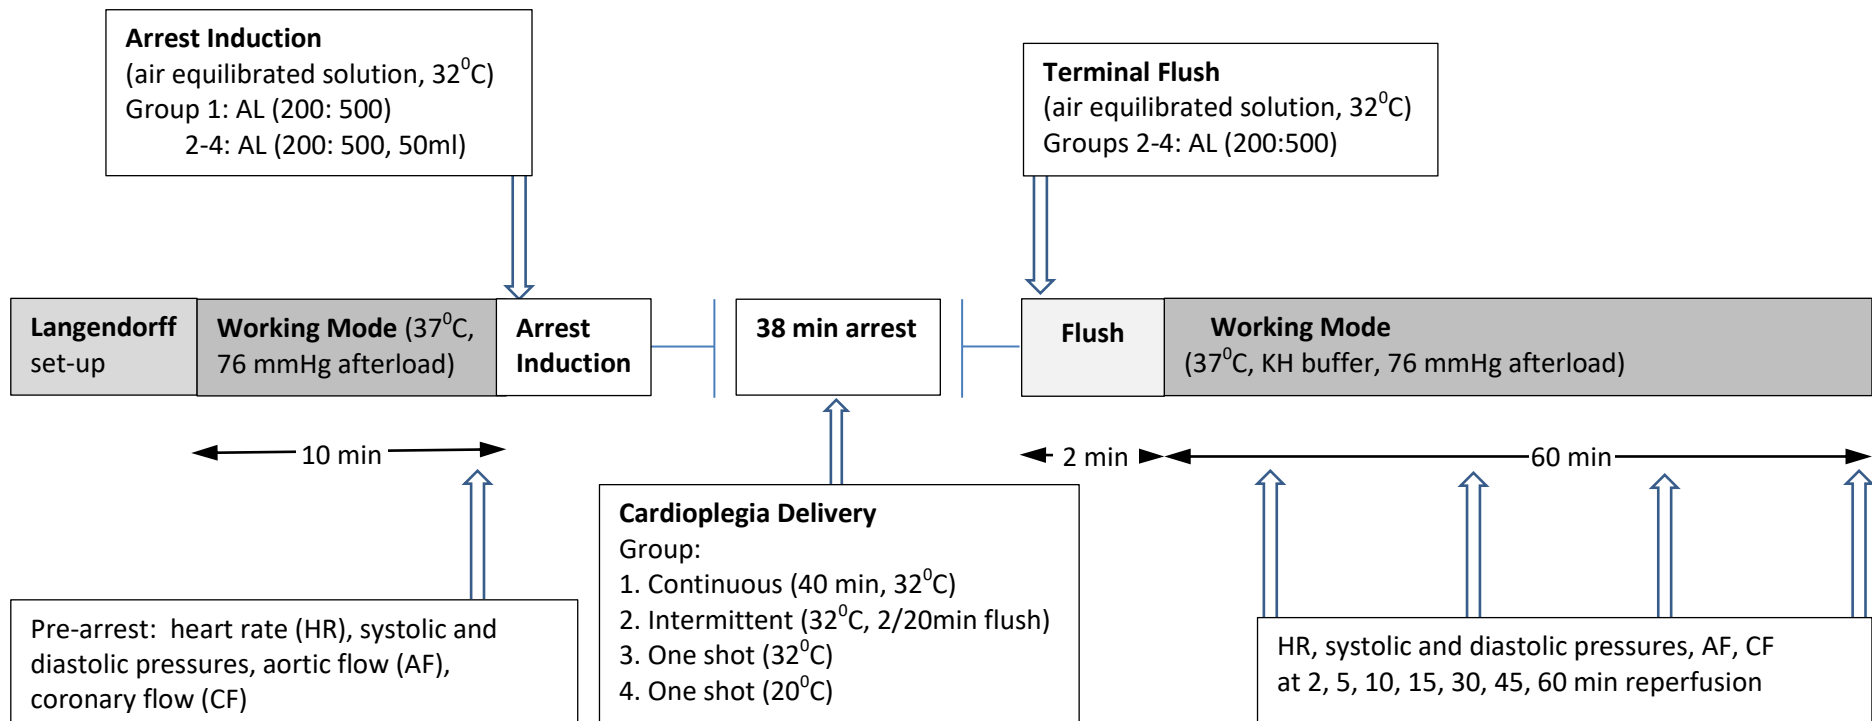 Arrest Induction
(air equilibrated solution, 32⁰C)
Group 1: AL (200: 500)
2-4: AL (200: 500, 50ml)
Terminal Flush
(air equilibrated solution, 32⁰C)
Groups 2-4: AL (200:500)
Langendorff
set-up
Working Mode (37⁰C,
76 mmHg afterload)
Arrest
Induction
38 min arrest
Flush
Working Mode
(37⁰C, KH buffer, 76 mmHg afterload)
10 min
2 min
60 min
Pre-arrest: heart rate (HR), systolic and
diastolic pressures, aortic flow (AF),
coronary flow (CF)
Cardioplegia Delivery
Group:
1. Continuous (40 min, 32⁰C)
2. Intermittent (32⁰C, 2/20min flush)
3. One shot (32⁰C)
4. One shot (20⁰C)
HR, systolic and diastolic pressures, AF, CF
at 2, 5, 10, 15, 30, 45, 60 min reperfusion